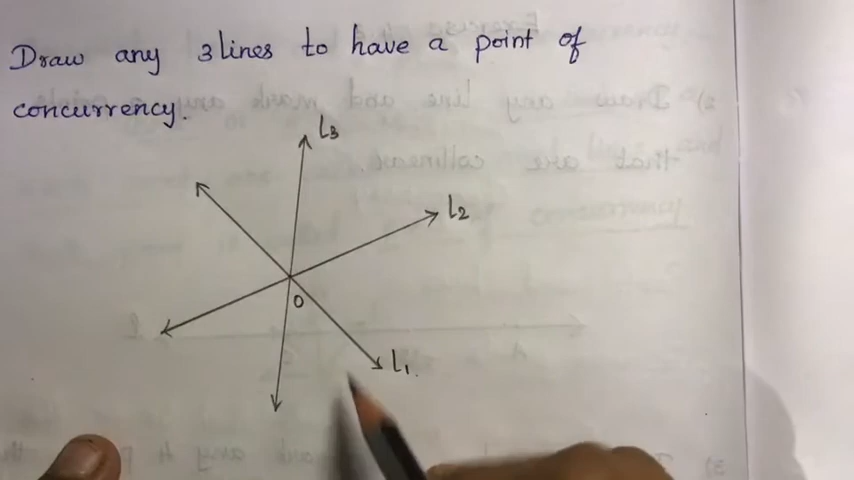 Draw any 3 lines to have a point of
concurrency.
l3
l2
O
l1.